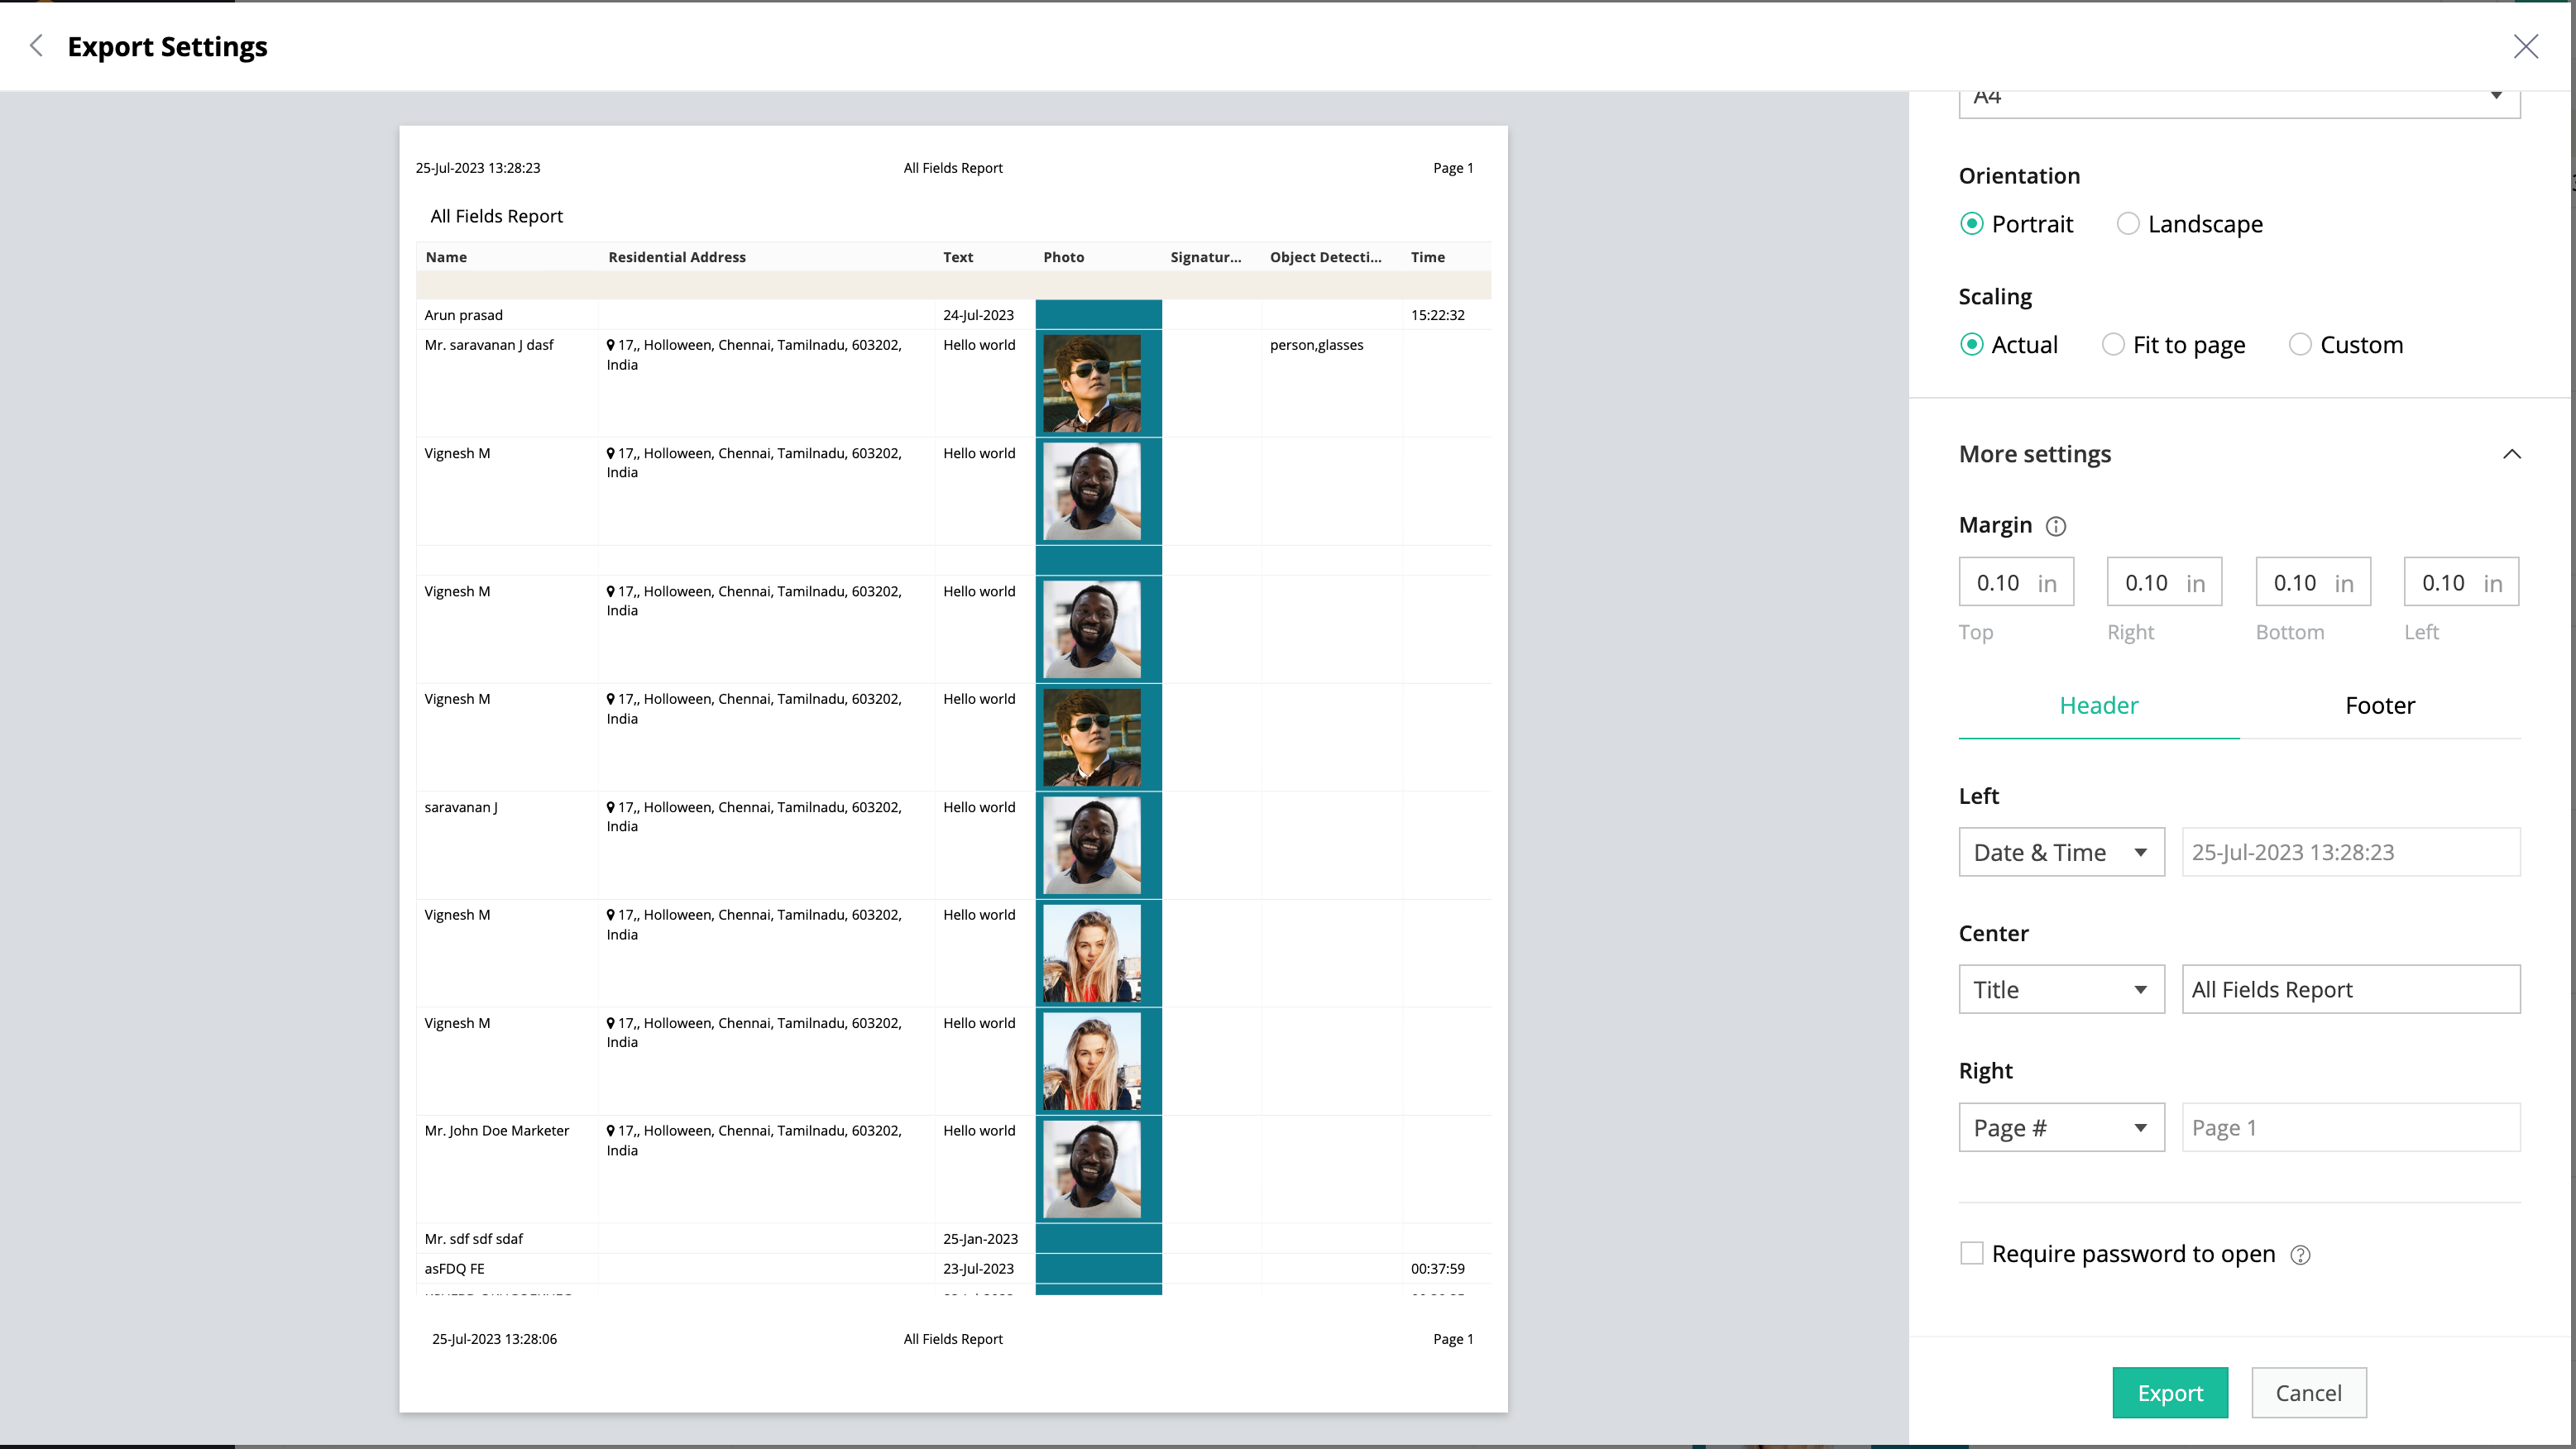 Export Settings
25-Jul-2023 13:28:23 All Fields Report Page 1
All Fields Report
Name Residential Address Text Photo Signatur... Object Detecti... Time
Arun prasad 24-Jul-2023 15:22:32
Mr. saravanan J dasf 17,, Holloween, Chennai, Tamilnadu, 603202, Hello world person,glasses
India
Vignesh M 17,, Holloween, Chennai, Tamilnadu, 603202, Hello world
India
Vignesh M 17,, Holloween, Chennai, Tamilnadu, 603202, Hello world
India
Vignesh M 17,, Holloween, Chennai, Tamilnadu, 603202, Hello world
India
saravanan J 17,, Holloween, Chennai, Tamilnadu, 603202, Hello world
India
Vignesh M 17,, Holloween, Chennai, Tamilnadu, 603202, Hello world
India
Vignesh M 17,, Holloween, Chennai, Tamilnadu, 603202, Hello world
India
Mr. John Doe Marketer 17,, Holloween, Chennai, Tamilnadu, 603202, Hello world
India
Mr. sdf sdf sdaf 25-Jan-2023
asFDQ FE 23-Jul-2023 00:37:59
25-Jul-2023 13:28:06 All Fields Report Page 1
A4
Orientation
Portrait Landscape
Scaling
Actual Fit to page Custom
More settings
Margin
0.10 in 0.10 in 0.10 in 0.10 in
Top Right Bottom Left
Header Footer
Left
Date & Time 25-Jul-2023 13:28:23
Center
Title All Fields Report
Right
Page # Page 1
Require password to open
Export Cancel